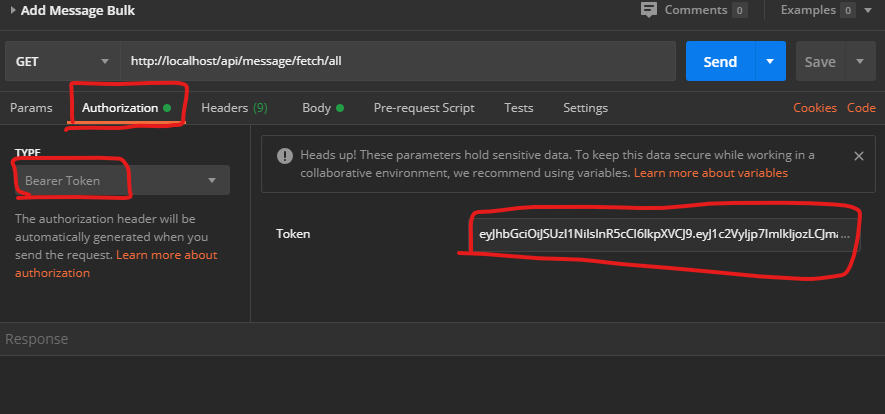 Add Message Bulk
Comments 0
Examples 0
GET
http://localhost/api/message/fetch/all
Send
Save
Params
Authorization
Headers (9)
Body
Pre-request Script
Tests
Settings
Cookies
Code
TYPE
Bearer Token
The authorization header will be
automatically generated when you
send the request. Learn more about
authorization
Heads up! These parameters hold sensitive data. To keep this data secure while working in a
collaborative environment, we recommend using variables. Learn more about variables
Token
Response